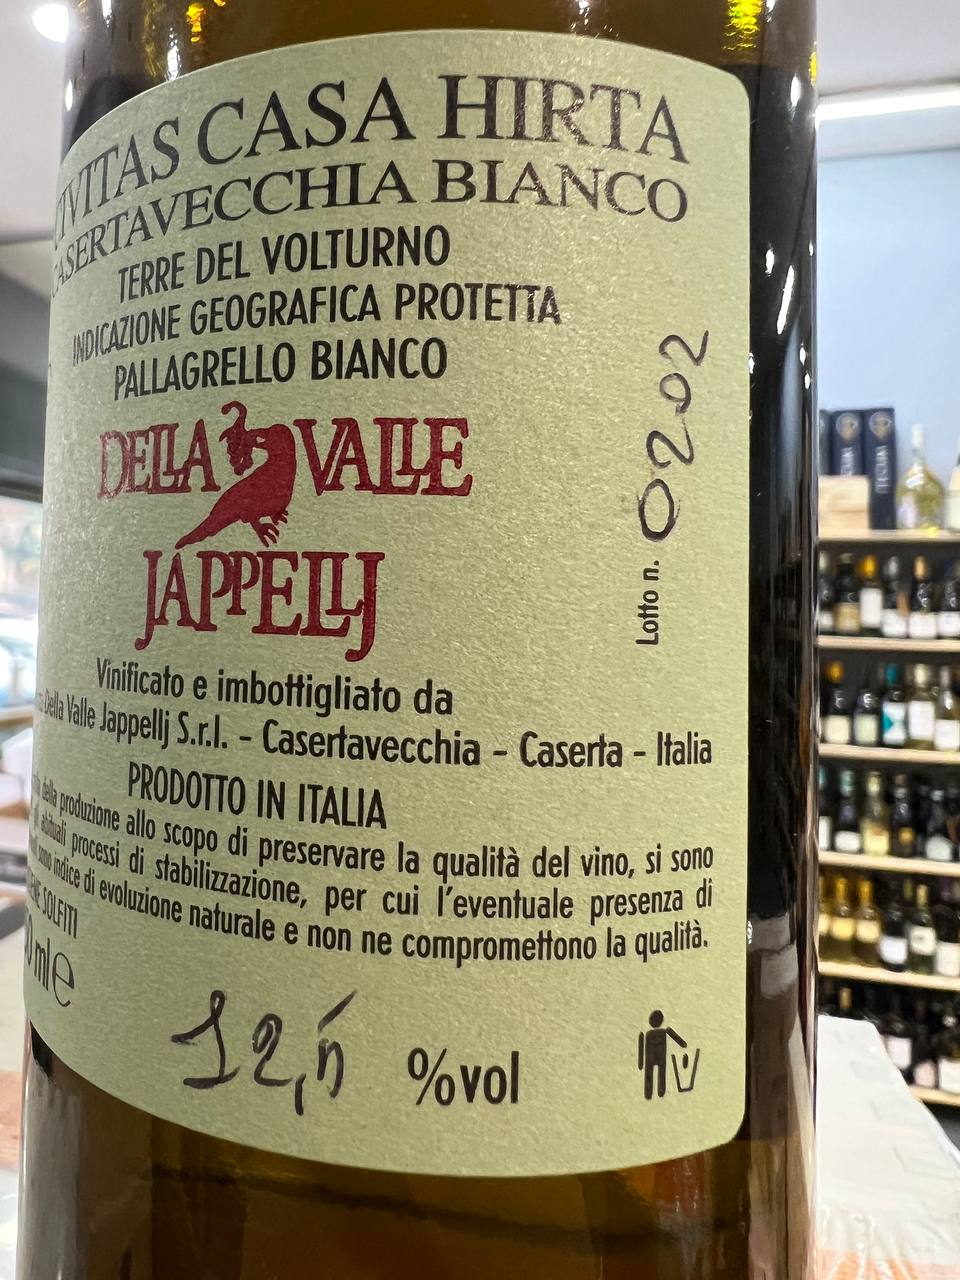 CIVITAS CASA HIRTA
CASERTAVECCHIA BIANCO
TERRE DEL VOLTURNO
INDICAZIONE GEOGRAFICA PROTETTA
PALLAGRELLO BIANCO
DELLA VALLE
JAPPELLJ
Lotto n. 0202
Vinificato e imbottigliato da
Della Valle Jappellj S.r.l. - Casertavecchia - Caserta - Italia
PRODOTTO IN ITALIA
della produzione allo scopo di preservare la qualità del vino, si sono
abituali processi di stabilizzazione, per cui l'eventuale presenza di
sono indice di evoluzione naturale e non ne compromettono la qualità.
SOLFITI
0 ml e
12,5 %vol